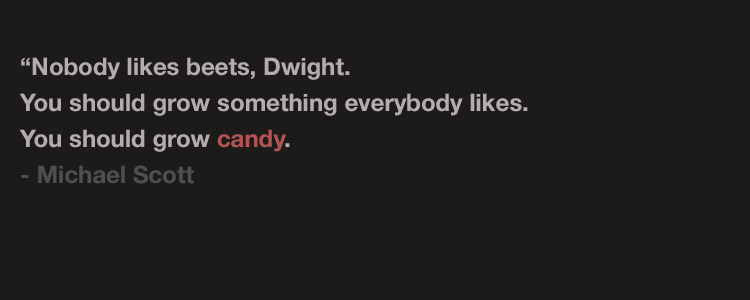 “Nobody likes beets, Dwight.
You should grow something everybody likes.
You should grow candy.
- Michael Scott